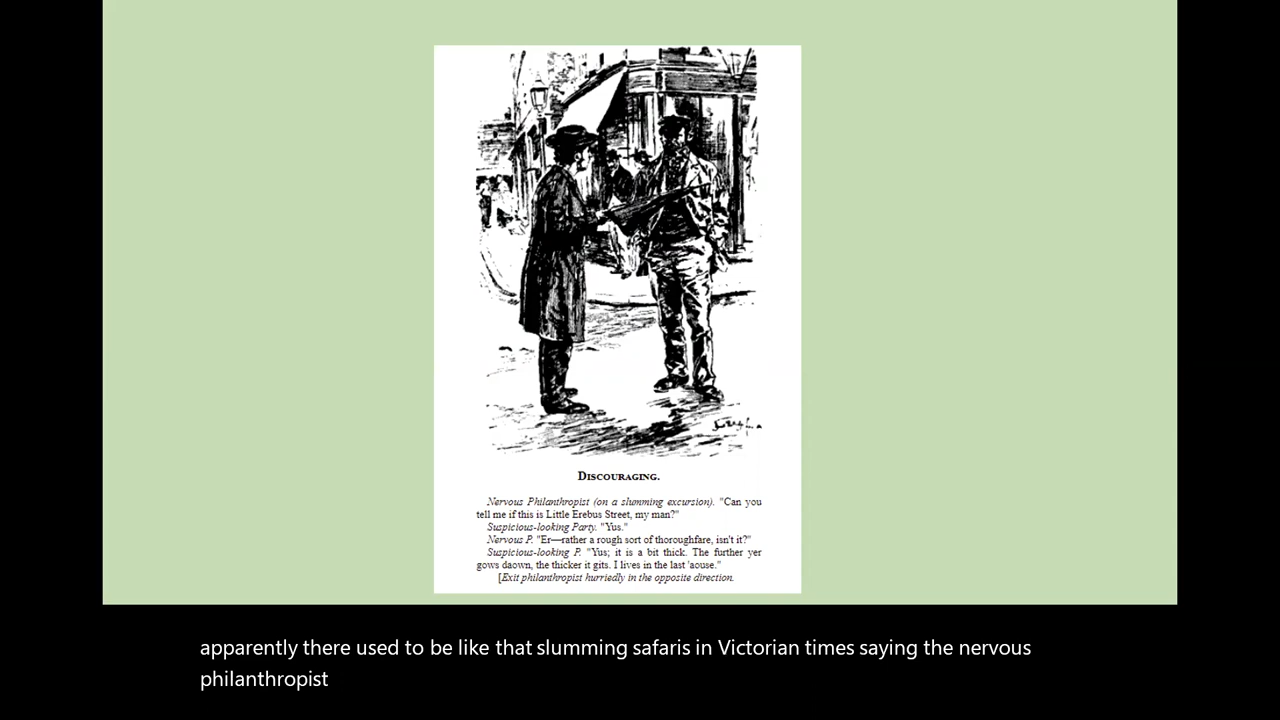 DISCOURAGING.
Nervous Philanthropist (on a slumming excursion). "Can you
tell me if this is Little Erebus Street, my man?"
Suspicious-looking Party. "Yus."
Nervous P. "Er—rather a rough sort of thoroughfare, isn't it?"
Suspicious-looking P. "Yus; it is a bit thick. The further yer
gows daown, the thicker it gits. I lives in the last 'aouse."
[Exit philanthropist hurriedly in the opposite direction.
apparently there used to be like that slumming safaris in Victorian times saying the nervous
philanthropist